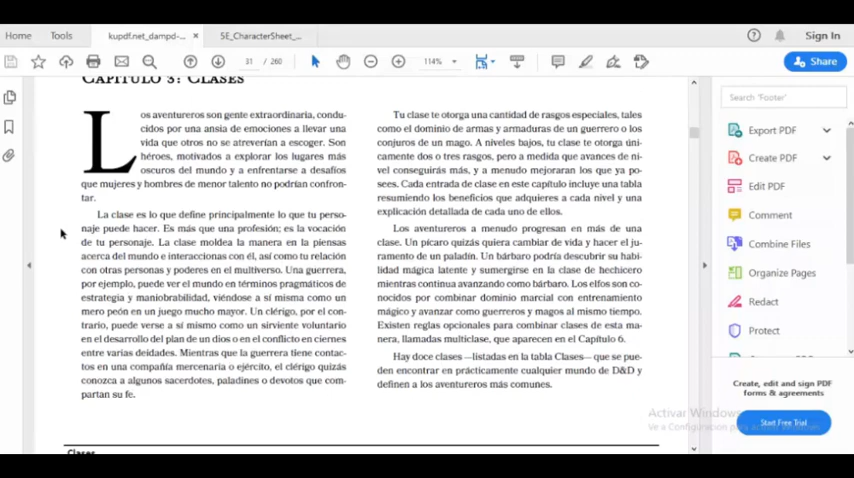 Home
Tools
kupdf.net_dampd-...
5E_CharacterSheet_...
Sign In
31 / 260
114%
Share
CAPÍTULO 3: CLASES
Los aventureros son gente extraordinaria, condu-
cidos por una ansia de emociones a llevar una
vida que otros no se atreverían a escoger. Son
héroes, motivados a explorar los lugares más
oscuros del mundo y a enfrentarse a desafíos
que mujeres y hombres de menor talento no podrían confron-
tar.
La clase es lo que define principalmente lo que tu perso-
naje puede hacer. Es más que una profesión; es la vocación
de tu personaje. La clase moldea la manera en la piensas
acerca del mundo e interaccionas con él, así como tu relación
con otras personas y poderes en el multiverso. Una guerrera,
por ejemplo, puede ver el mundo en términos pragmáticos de
estrategia y maniobrabilidad, viéndose a sí misma como un
mero peón en un juego mucho mayor. Un clérigo, por el con-
trario, puede verse a sí mismo como un sirviente voluntario
en el desarrollo del plan de un dios o en el conflicto en ciernes
entre varias deidades. Mientras que la guerrera tiene contac-
tos en una compañía mercenaria o ejército, el clérigo quizás
conozca a algunos sacerdotes, paladines o devotos que com-
partan su fe.
Tu clase te otorga una cantidad de rasgos especiales, tales
como el dominio de armas y armaduras de un guerrero o los
conjuros de un mago. A niveles bajos, tu clase te otorga úni-
camente dos o tres rasgos, pero a medida que avances de ni-
vel conseguirás más, y a menudo mejoraran los que ya po-
sees. Cada entrada de clase en este capítulo incluye una tabla
resumiendo los beneficios que adquieres a cada nivel y una
explicación detallada de cada uno de ellos.
Los aventureros a menudo progresan en más de una
clase. Un pícaro quizás quiera cambiar de vida y hacer el ju-
ramento de un paladín. Un bárbaro podría descubrir su habi-
lidad mágica latente y sumergirse en la clase de hechicero
mientras continua avanzando como bárbaro. Los elfos son co-
nocidos por combinar dominio marcial con entrenamiento
mágico y avanzar como guerreros y magos al mismo tiempo.
Existen reglas opcionales para combinar clases de esta ma-
nera, llamadas multiclase, que aparecen en el Capítulo 6.
Hay doce clases —listadas en la tabla Clases— que se pue-
den encontrar en prácticamente cualquier mundo de D&D y
definen a los aventureros más comunes.
Clases
Search 'Footer'
Export PDF
Create PDF
Edit PDF
Comment
Combine Files
Organize Pages
Redact
Protect
Create, edit and sign PDF
forms & agreements
Start Free Trial
Activar Windows
Ve a Configuración para activar